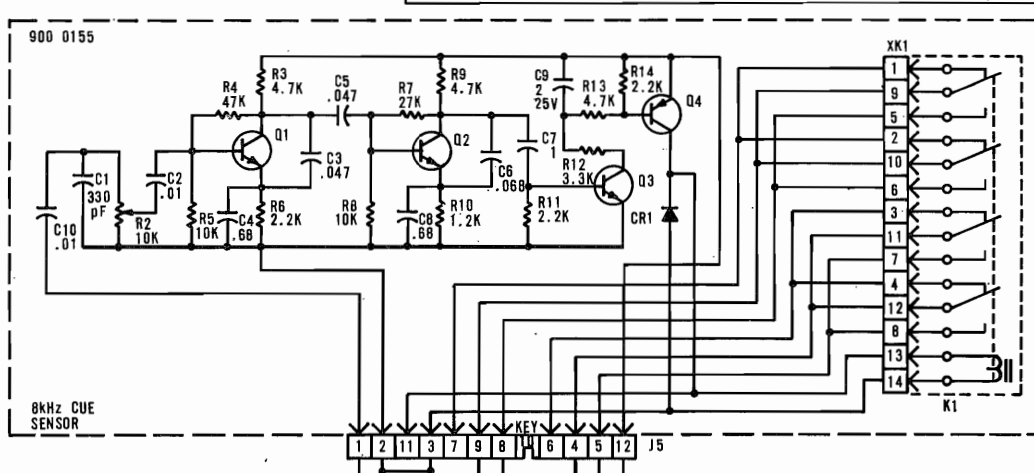 900 0155
XK1
R3
4.7K
R4
47K
C5
.047
R9
4.7K
R7
27K
C9
2
25V
R13
4.7K
R14
2.2K
Q4
Q1
Q2
C3
.047
C6
.068
C7
1
R12
3.3K
Q3
C1
330
pF
C2
.01
R2
10K
R5
10K
C4
.68
R6
2.2K
R8
10K
C8
.68
R10
1.2K
R11
2.2K
CR1
C10
.01
1
9
5
2
10
6
3
11
7
4
12
8
13
14
K1
8kHz CUE
SENSOR
KEY
1 2 11 3 7 9 8 6 4 5 12 J5